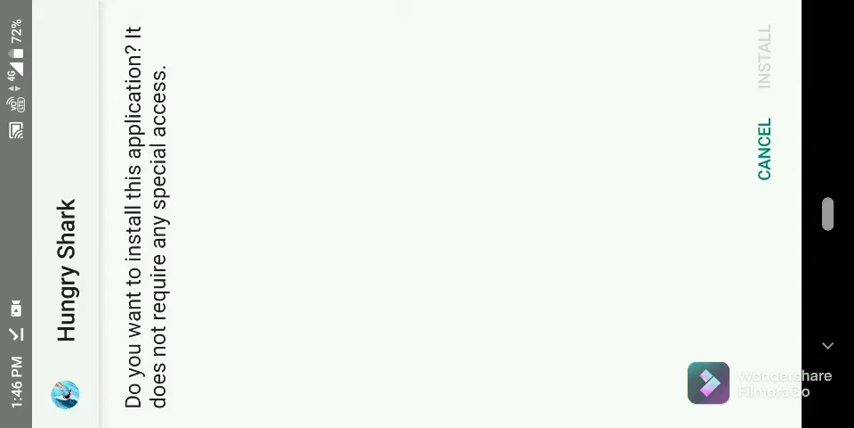 1:46 PM
4G
72%
Hungry Shark
Do you want to install this application? It
does not require any special access.
CANCEL
INSTALL
Wondershare
FilmoraGo